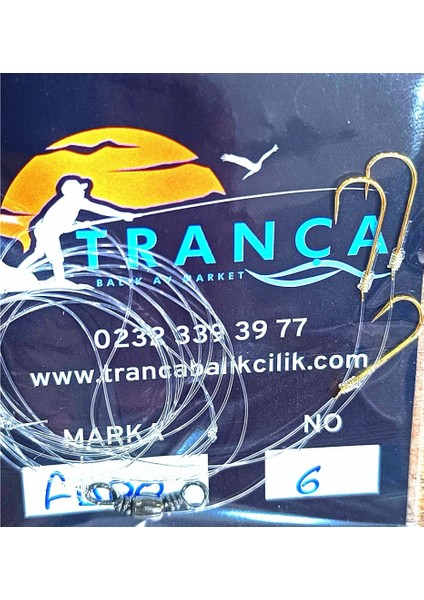 TRANÇA
BALIK AV MARKET
0232 339 39 77
www.trancabalikcilik.com
MARKA NO
6